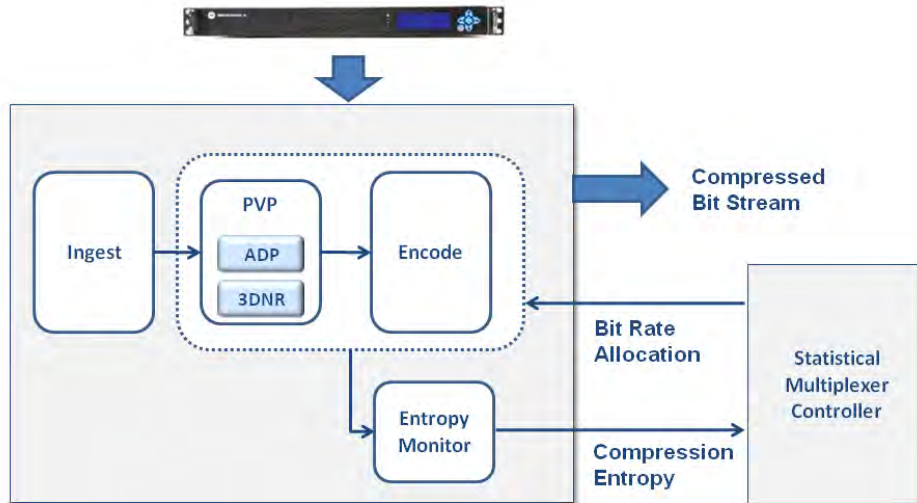 Compressed
Bit Stream
PVP
Ingest
ADP
Encode
3DNR
Bit Rate
Allocation
Statistical
Multiplexer
Controller
Entropy
Monitor
Compression
Entropy